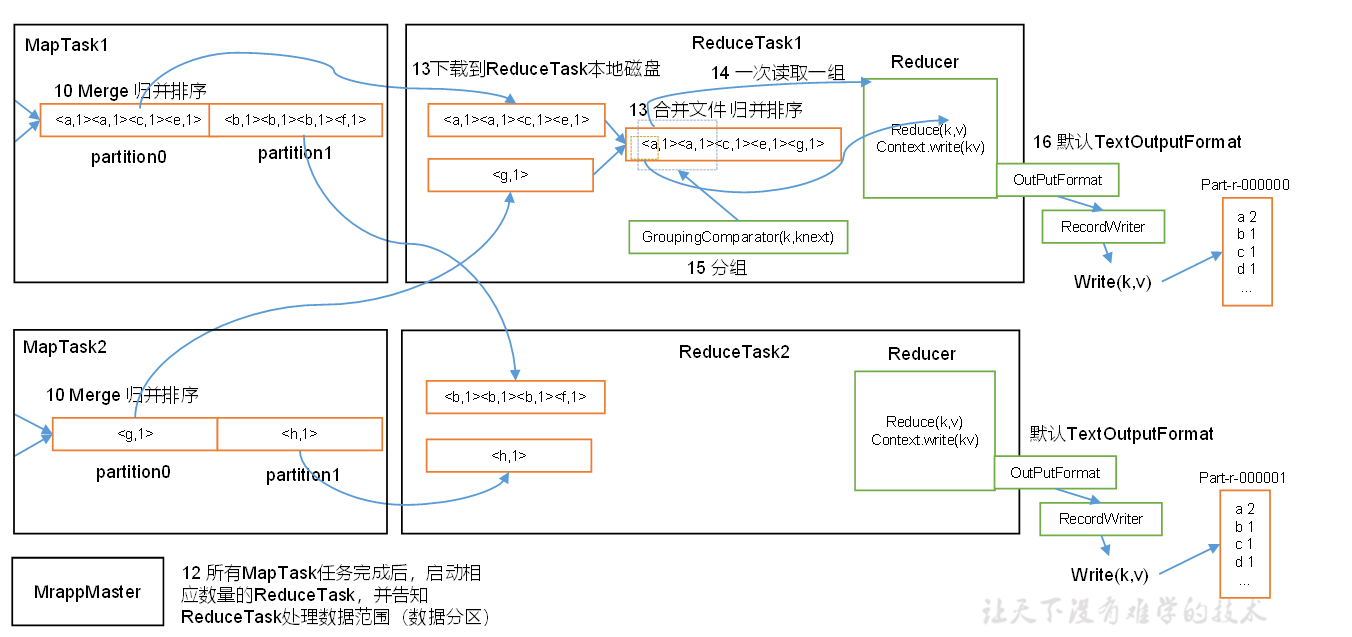 MapTask1
10 Merge 归并排序
<a,1><a,1><c,1><e,1>
<b,1><b,1><b,1><f,1>
partition0
partition1
ReduceTask1
13下载到ReduceTask本地磁盘
14 一次读取一组
Reducer
<a,1><a,1><c,1><e,1>
13 合并文件 归并排序
<a,1><a,1><c,1><e,1><g,1>
<g,1>
Reduce(k,v)
Context.write(kv)
GroupingComparator(k,knext)
15 分组
16 默认TextOutputFormat
OutPutFormat
RecordWriter
Write(k,v)
Part-r-000000
a 2
b 1
c 1
d 1
...
MapTask2
10 Merge 归并排序
<g,1>
<h,1>
partition0
partition1
ReduceTask2
Reducer
<b,1><b,1><b,1><f,1>
<h,1>
Reduce(k,v)
Context.write(kv)
默认TextOutputFormat
OutPutFormat
RecordWriter
Write(k,v)
Part-r-000001
a 2
b 1
c 1
d 1
...
MrappMaster
12 所有MapTask任务完成后，启动相
应数量的ReduceTask，并告知
ReduceTask处理数据范围（数据分区）
让天下没有难学的技术